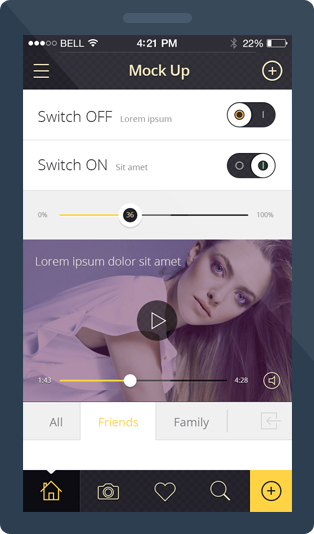 BELL 4:21 PM 22%
Mock Up
Switch OFF Lorem ipsum
Switch ON Sit amet
0% 36 100%
Lorem ipsum dolor sit amet
1:43 4:28
All Friends Family